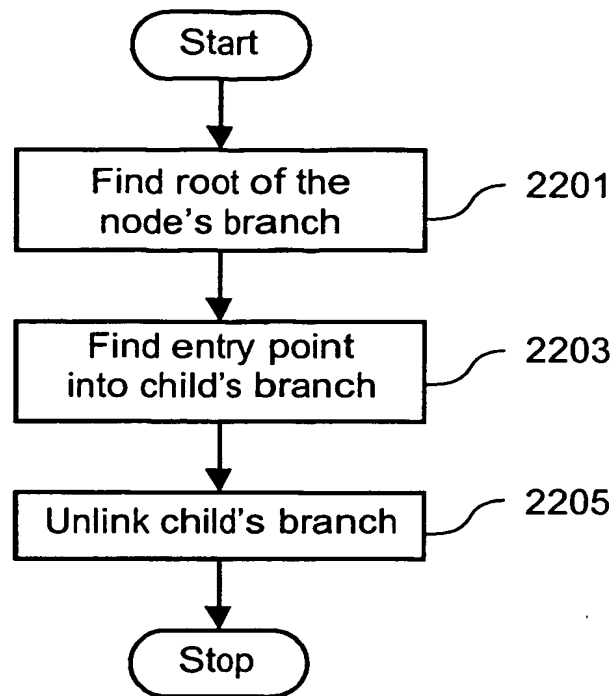 Start
Find root of the
node's branch
2201
Find entry point
into child's branch
2203
Unlink child's branch
2205
Stop